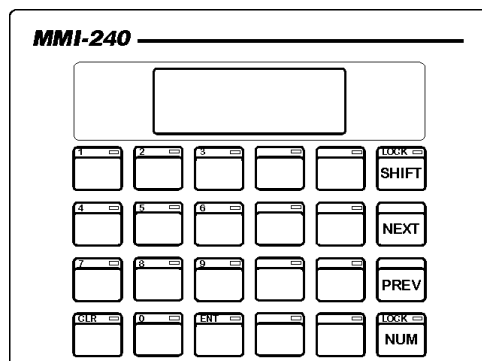 MMI-240
1 2 3 LOCK
SHIFT
4 5 6
NEXT
7 8 9
PREV
CLR 0 ENT LOCK
NUM